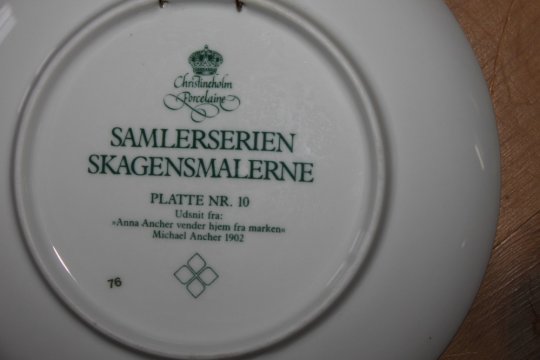 Christineholm
Porcelaine
SAMLERSERIEN
SKAGENSMALERNE
PLATTE NR. 10
Udsnit fra:
»Anna Ancher vender hjem fra marken«
Michael Ancher 1902
76